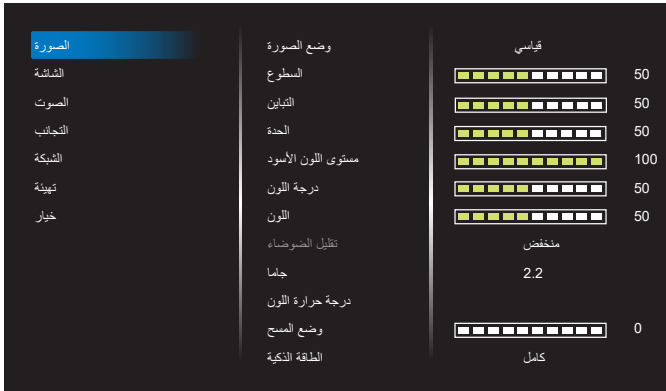 الصورة
الشاشة
الصوت
التجانب
الشبكة
تهيئة
خيار
وضع الصورة قياسي
السطوع 50
التباين 50
الحدة 50
مستوى اللون الأسود 100
درجة اللون 50
اللون 50
تقليل الضوضاء منخفض
جاما 2.2
درجة حرارة اللون
وضع المسح 0
الطاقة الذكية كامل